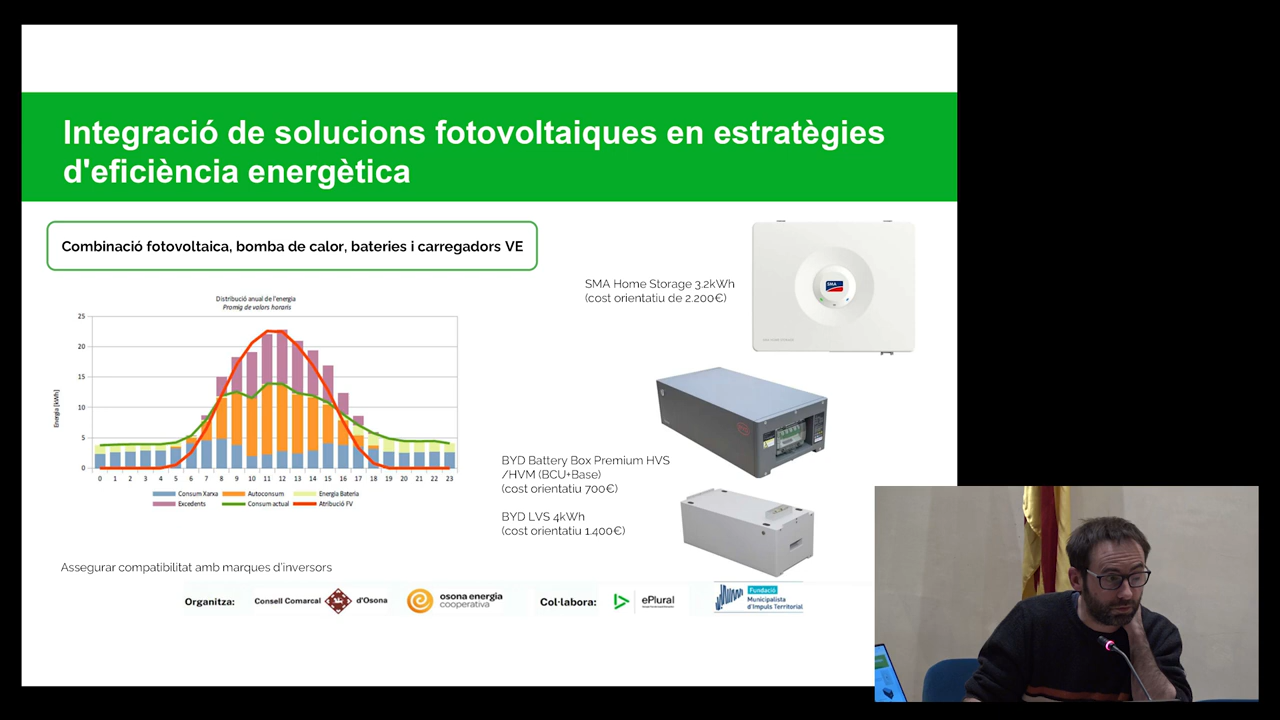 Integració de solucions fotovoltaiques en estratègies
d'eficiència energètica
Combinació fotovoltaica, bomba de calor, bateries i carregadors VE
SMA Home Storage 3.2kWh
(cost orientatiu de 2.200€)
SMA
Distribució anual de l'energia
Promig de valors horaris
Energia [kWh]
25
20
15
10
5
0
0 1 2 3 4 5 6 7 8 9 10 11 12 13 14 15 16 17 18 19 20 21 22 23
Consum Xarxa Autoconsum Energia Bateria
Excedents Consum actual Atribució FV
BYD Battery Box Premium HVS
/HVM (BCU+Base)
(cost orientatiu 700€)
BYD LVS 4kWh
(cost orientatiu 1.400€)
Assegurar compatibilitat amb marques d'inversors
Organitza: Consell Comarcal d'Osona osona energia cooperativa Col·labora: ePlural Fundació Municipalista d'Impuls Territorial